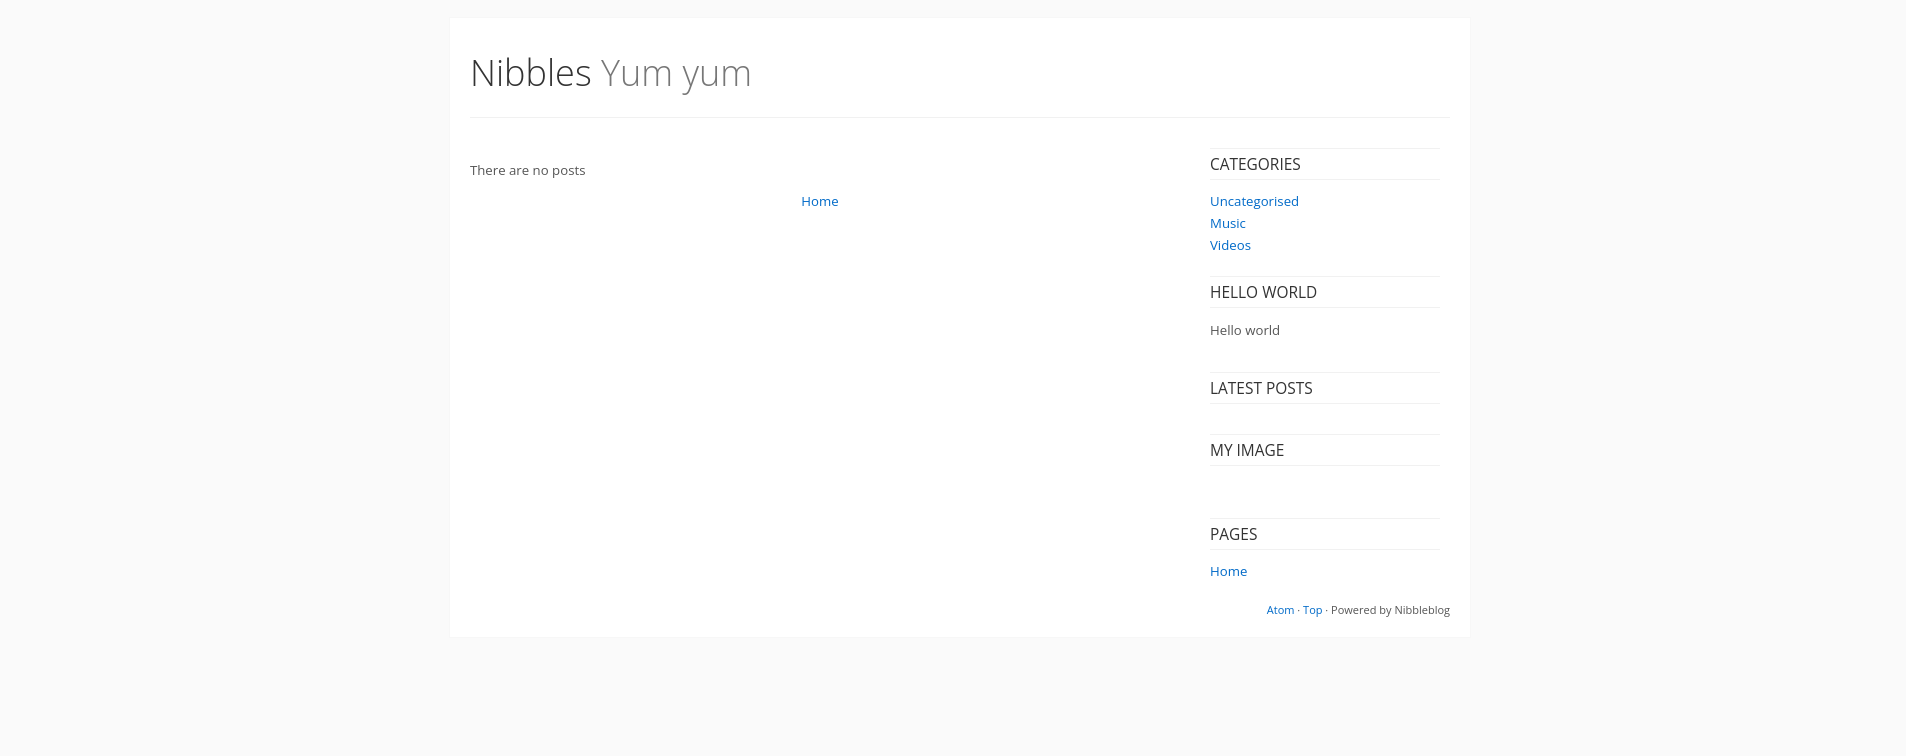 Nibbles Yum yum
There are no posts
Home
CATEGORIES
Uncategorised
Music
Videos
HELLO WORLD
Hello world
LATEST POSTS
MY IMAGE
PAGES
Home
Atom · Top · Powered by Nibbleblog